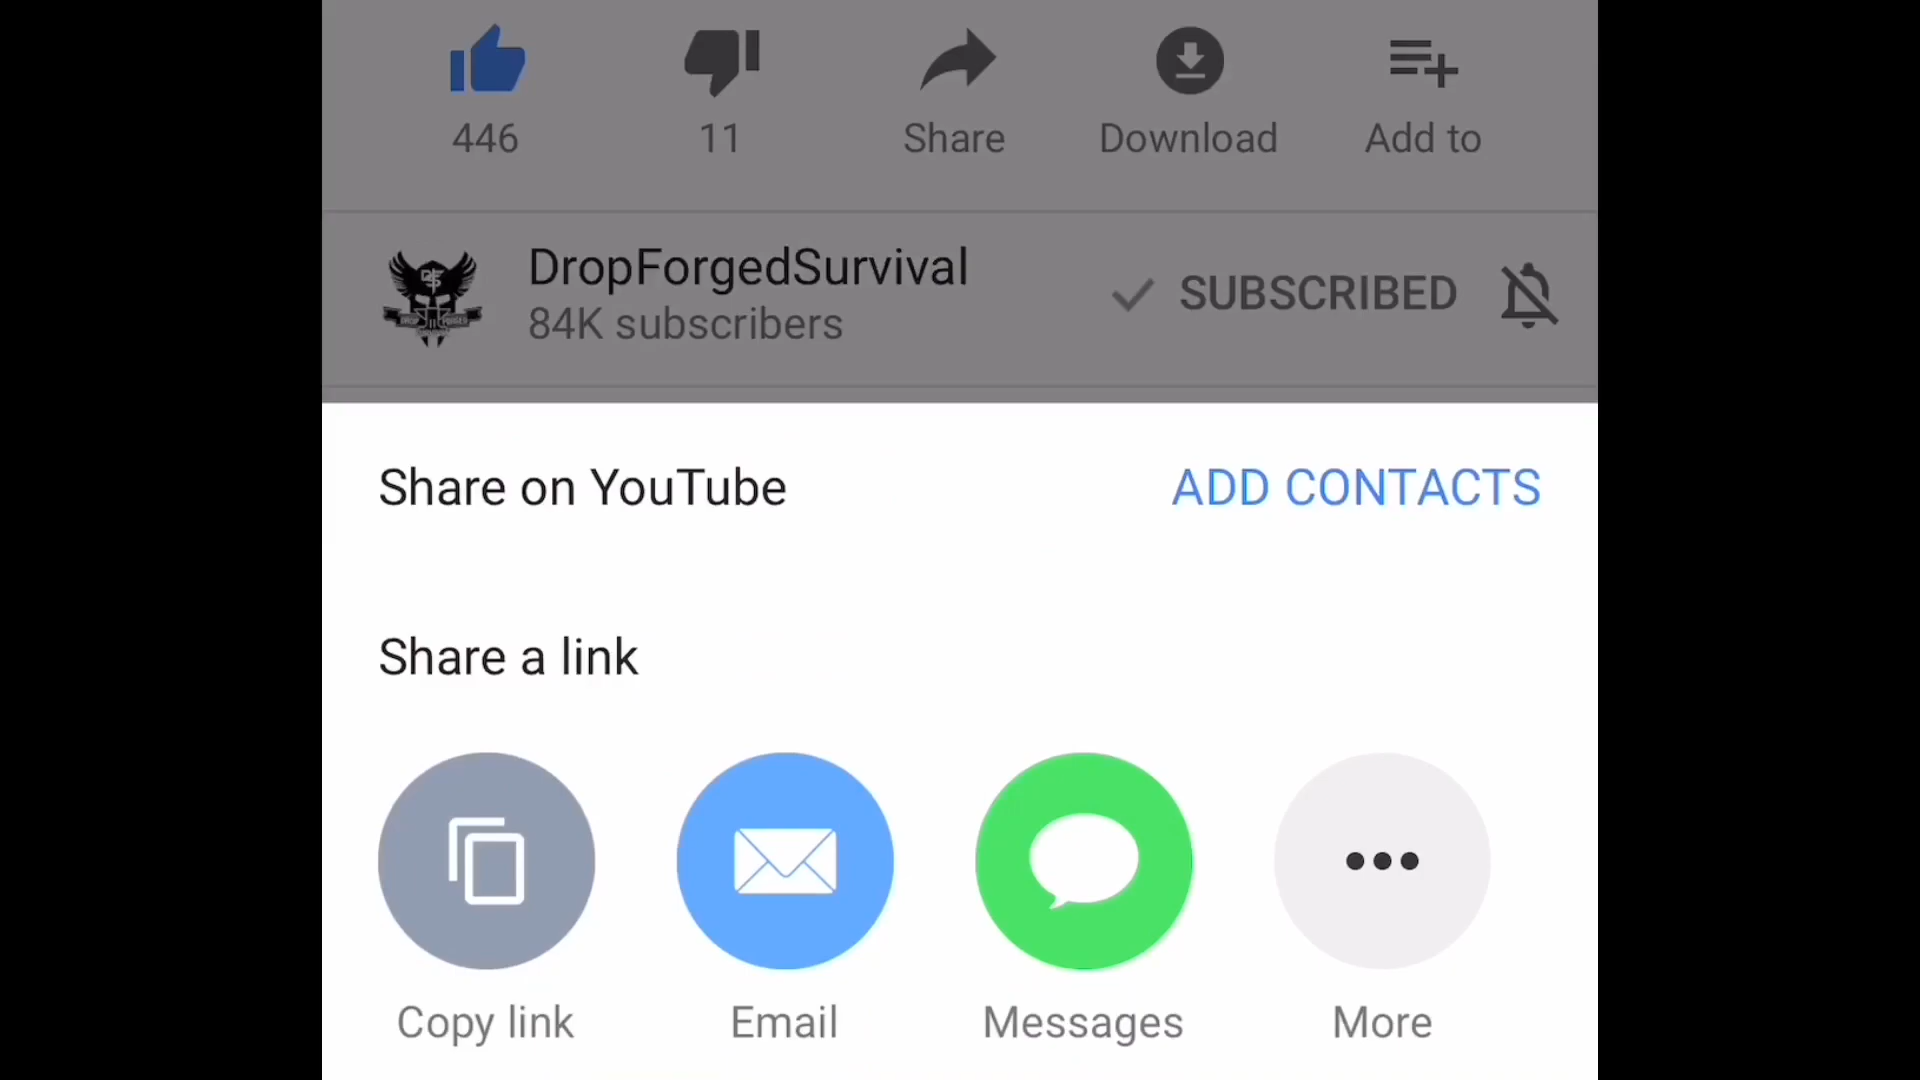 446 11 Share Download Add to
DropForgedSurvival
84K subscribers
SUBSCRIBED
Share on YouTube ADD CONTACTS
Share a link
Copy link Email Messages More